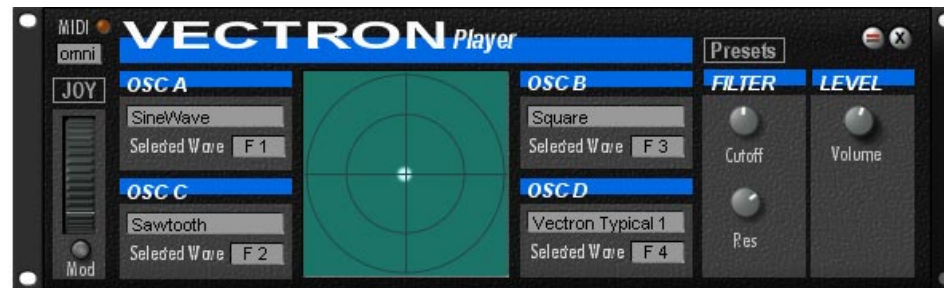 MIDI
omni
VECTRON Player
Presets
X
JOY
OSC A
SineWave
Selected Wave F 1
OSC B
Square
Selected Wave F 3
FILTER
LEVEL
Cutoff
Volume
OSC C
Sawtooth
Selected Wave F 2
OSC D
Vectron Typical 1
Selected Wave F 4
Res
Mod